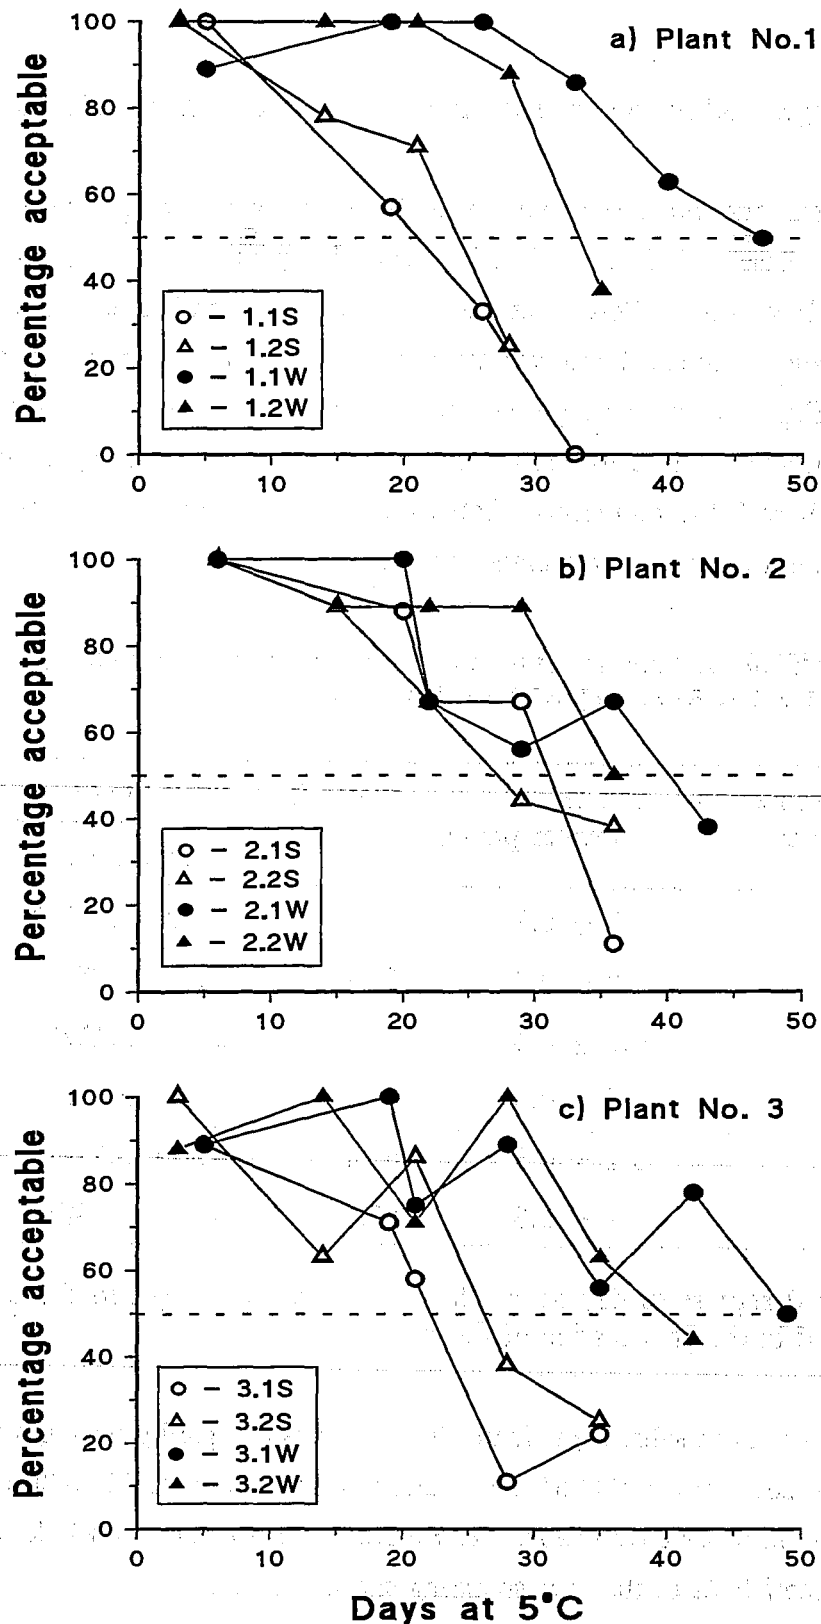 a) Plant No.1
Percentage acceptable
100
80
60
40
20
0
– 1.1S
– 1.2S
– 1.1W
– 1.2W
0 10 20 30 40 50
b) Plant No. 2
Percentage acceptable
100
80
60
40
20
0
– 2.1S
– 2.2S
– 2.1W
– 2.2W
0 10 20 30 40 50
c) Plant No. 3
Percentage acceptable
100
80
60
40
20
0
– 3.1S
– 3.2S
– 3.1W
– 3.2W
0 10 20 30 40 50
Days at 5°C